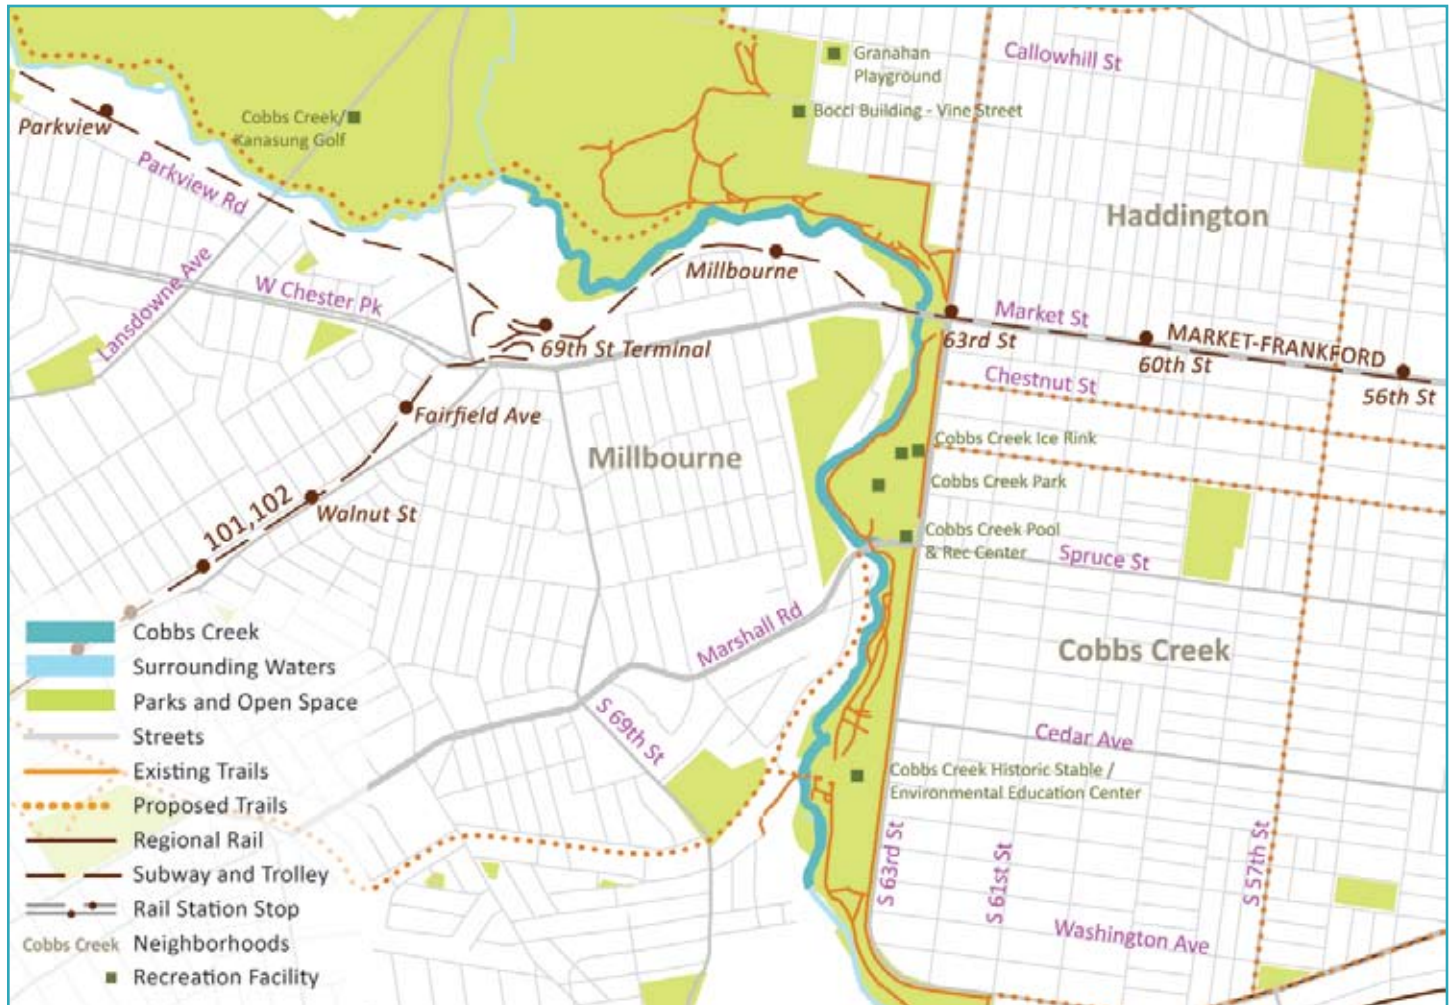 Callowhill St
Granahan
Playground
Bocci Building - Vine Street
Cobbs Creek/
Kanasung Golf
Parkview
Parkview Rd
Haddington
Lansdowne Ave
W Chester Pk
Millbourne
69th St Terminal
Market St
63rd St
MARKET-FRANKFORD
60th St
56th St
Chestnut St
Fairfield Ave
Millbourne
Cobbs Creek Ice Rink
Cobbs Creek Park
101,102
Walnut St
Cobbs Creek Pool
& Rec Center
Spruce St
Marshall Rd
Cobbs Creek
S 69th St
Cedar Ave
Cobbs Creek Historic Stable /
Environmental Education Center
S 63rd St
S 61st St
S 57th St
Washington Ave
Cobbs Creek
Surrounding Waters
Parks and Open Space
Streets
Existing Trails
Proposed Trails
Regional Rail
Subway and Trolley
Rail Station Stop
Cobbs Creek Neighborhoods
Recreation Facility